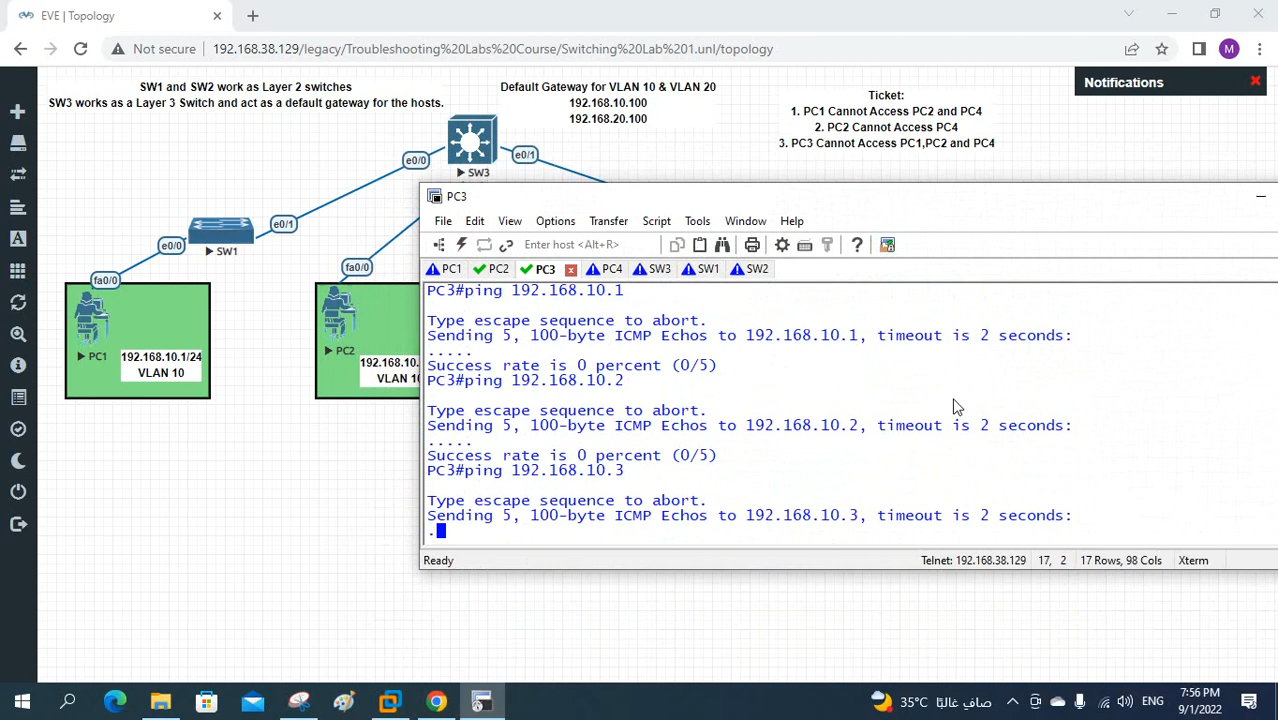 EVE | Topology
Not secure
192.168.38.129/legacy/Troubleshooting%20Labs%20Course/Switching%20Lab%201.unl/topology
M
SW1 and SW2 work as Layer 2 switches
SW3 works as a Layer 3 Switch and act as a default gateway for the hosts.
Default Gateway for VLAN 10 & VLAN 20
192.168.10.100
192.168.20.100
Ticket:
1. PC1 Cannot Access PC2 and PC4
2. PC2 Cannot Access PC4
3. PC3 Cannot Access PC1,PC2 and PC4
Notifications
e0/0
e0/1
SW3
e0/0
e0/1
SW1
fa0/0
fa0/0
PC1
192.168.10.1/24
VLAN 10
PC2
192.168.10.
VLAN 10
PC3
File Edit View Options Transfer Script Tools Window Help
Enter host <Alt+R>
PC1 PC2 PC3 PC4 SW3 SW1 SW2
PC3#ping 192.168.10.1
Type escape sequence to abort.
Sending 5, 100-byte ICMP Echos to 192.168.10.1, timeout is 2 seconds:
.....
Success rate is 0 percent (0/5)
PC3#ping 192.168.10.2
Type escape sequence to abort.
Sending 5, 100-byte ICMP Echos to 192.168.10.2, timeout is 2 seconds:
.....
Success rate is 0 percent (0/5)
PC3#ping 192.168.10.3
Type escape sequence to abort.
Sending 5, 100-byte ICMP Echos to 192.168.10.3, timeout is 2 seconds:
.
Ready
Telnet: 192.168.38.129
17, 2
17 Rows, 98 Cols
Xterm
35°C صافٍ غالبًا
ENG
7:56 PM
9/1/2022